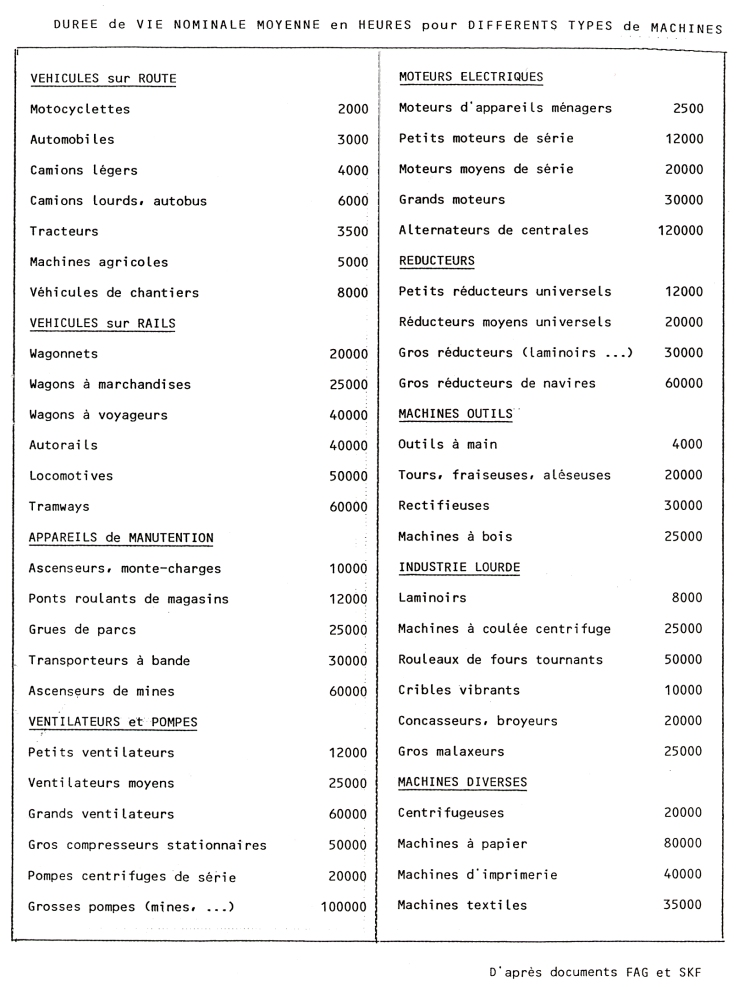 DUREE de VIE NOMINALE MOYENNE en HEURES pour DIFFERENTS TYPES de MACHINES
VEHICULES sur ROUTE
Motocyclettes 2000
Automobiles 3000
Camions légers 4000
Camions lourds, autobus 6000
Tracteurs 3500
Machines agricoles 5000
Véhicules de chantiers 8000
VEHICULES sur RAILS
Wagonnets 20000
Wagons à marchandises 25000
Wagons à voyageurs 40000
Autorails 40000
Locomotives 50000
Tramways 60000
APPAREILS de MANUTENTION
Ascenseurs, monte-charges 10000
Ponts roulants de magasins 12000
Grues de parcs 25000
Transporteurs à bande 30000
Ascenseurs de mines 60000
VENTILATEURS et POMPES
Petits ventilateurs 12000
Ventilateurs moyens 25000
Grands ventilateurs 60000
Gros compresseurs stationnaires 50000
Pompes centrifuges de série 20000
Grosses pompes (mines, ...) 100000
MOTEURS ELECTRIQUES
Moteurs d'appareils ménagers 2500
Petits moteurs de série 12000
Moteurs moyens de série 20000
Grands moteurs 30000
Alternateurs de centrales 120000
REDUCTEURS
Petits réducteurs universels 12000
Réducteurs moyens universels 20000
Gros réducteurs (laminoirs ...) 30000
Gros réducteurs de navires 60000
MACHINES OUTILS
Outils à main 4000
Tours, fraiseuses, aléseuses 20000
Rectifieuses 30000
Machines à bois 25000
INDUSTRIE LOURDE
Laminoirs 8000
Machines à coulée centrifuge 25000
Rouleaux de fours tournants 50000
Cribles vibrants 10000
Concasseurs, broyeurs 20000
Gros malaxeurs 25000
MACHINES DIVERSES
Centrifugeuses 20000
Machines à papier 80000
Machines d'imprimerie 40000
Machines textiles 35000
D'après documents FAG et SKF